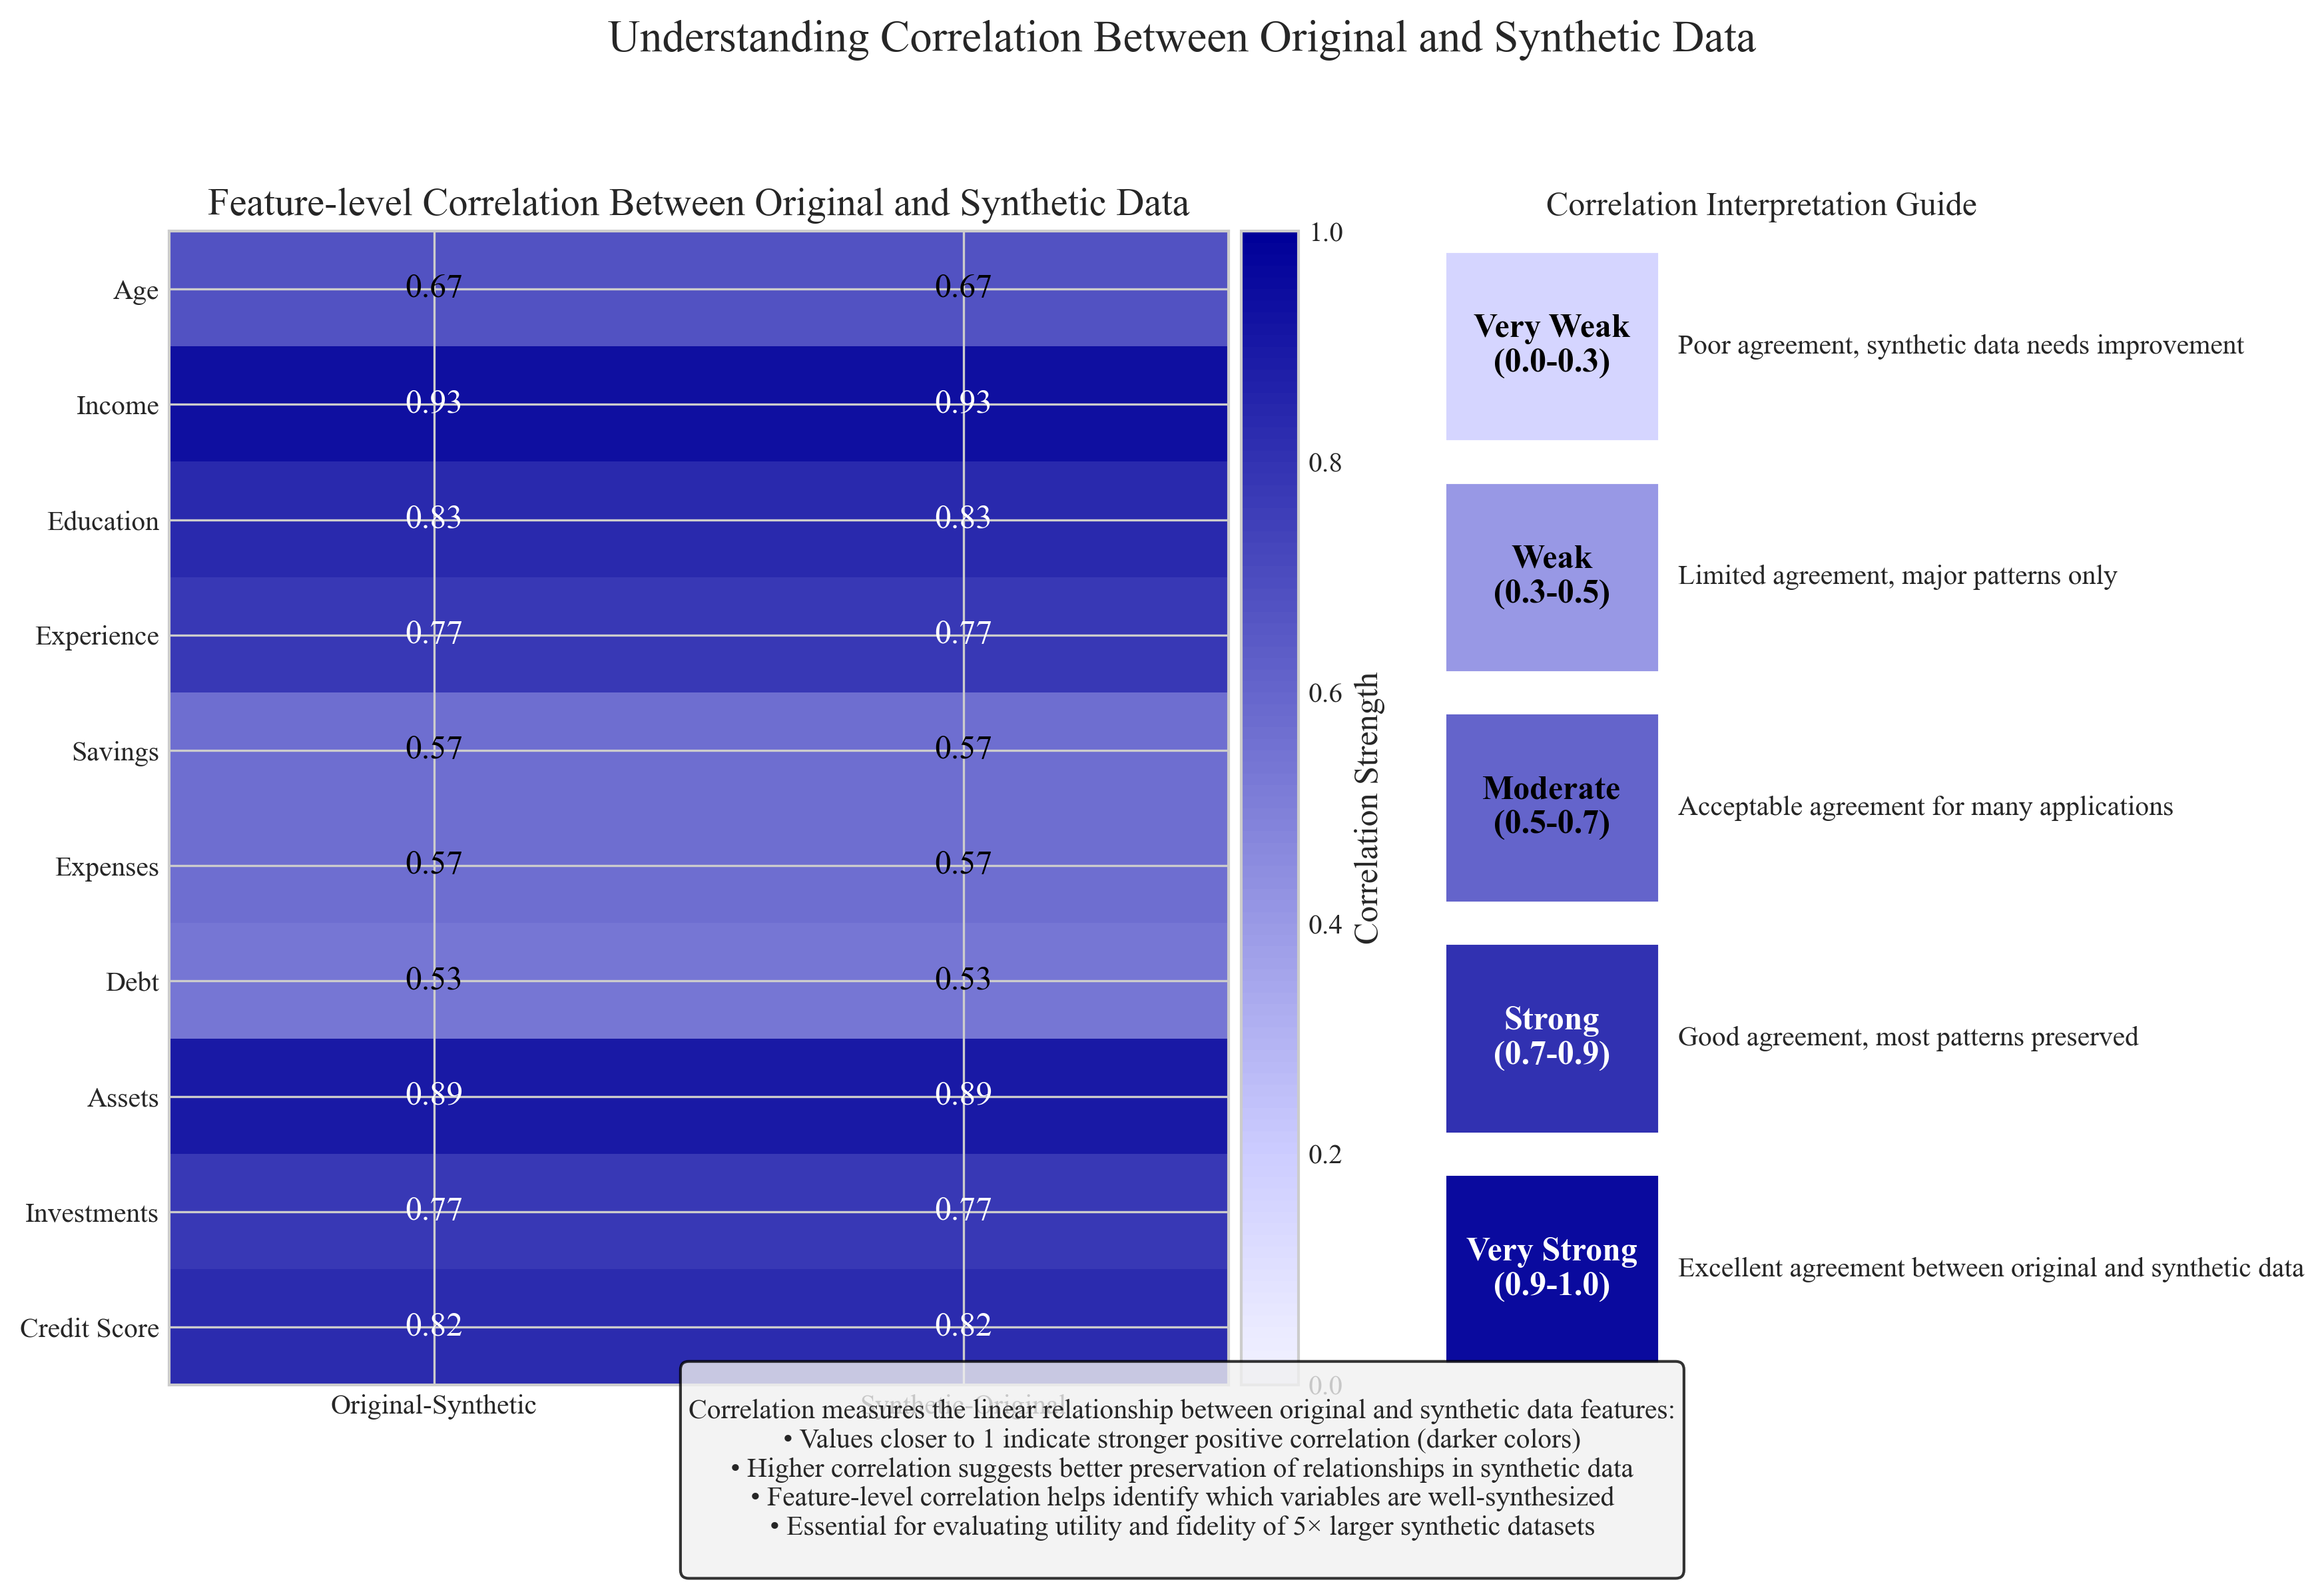 Understanding Correlation Between Original and Synthetic Data
Feature-level Correlation Between Original and Synthetic Data
Age
0.67
0.67
Income
0.93
0.93
Education
0.83
0.83
Experience
0.77
0.77
Savings
0.57
0.57
Expenses
0.57
0.57
Debt
0.53
0.53
Assets
0.89
0.89
Investments
0.77
0.77
Credit Score
0.82
0.82
Original-Synthetic
Synthetic-Original
1.0
0.8
0.6
0.4
0.2
0.0
Correlation Strength
Correlation Interpretation Guide
Very Weak
(0.0-0.3)
Poor agreement, synthetic data needs improvement
Weak
(0.3-0.5)
Limited agreement, major patterns only
Moderate
(0.5-0.7)
Acceptable agreement for many applications
Strong
(0.7-0.9)
Good agreement, most patterns preserved
Very Strong
(0.9-1.0)
Excellent agreement between original and synthetic data
Correlation measures the linear relationship between original and synthetic data features:
• Values closer to 1 indicate stronger positive correlation (darker colors)
• Higher correlation suggests better preservation of relationships in synthetic data
• Feature-level correlation helps identify which variables are well-synthesized
• Essential for evaluating utility and fidelity of 5× larger synthetic datasets